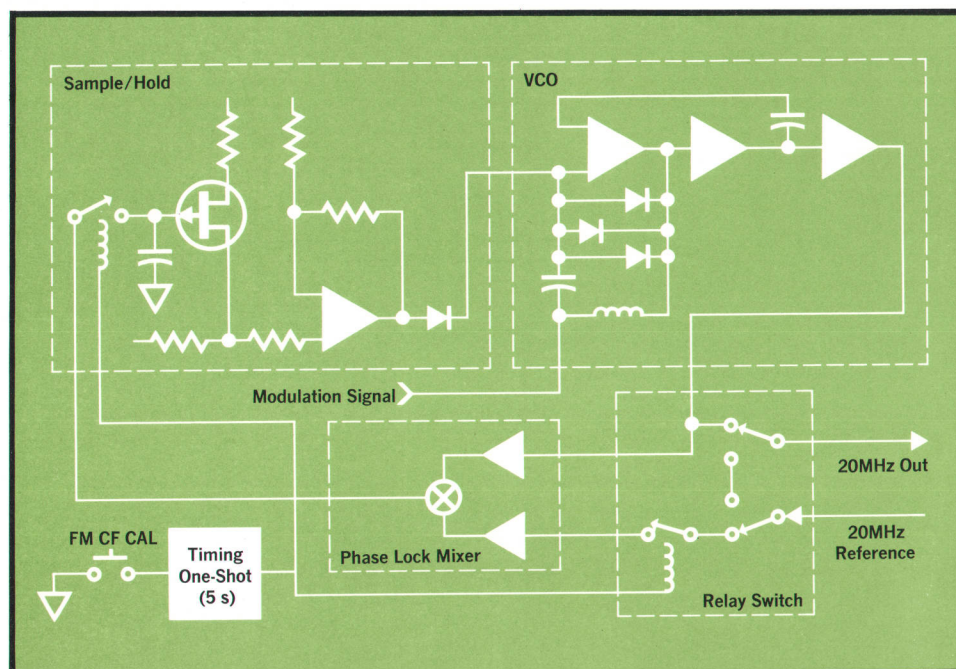 Sample/Hold
VCO
Modulation Signal
20MHz Out
FM CF CAL
Timing
One-Shot
(5 s)
Phase Lock Mixer
20MHz
Reference
Relay Switch